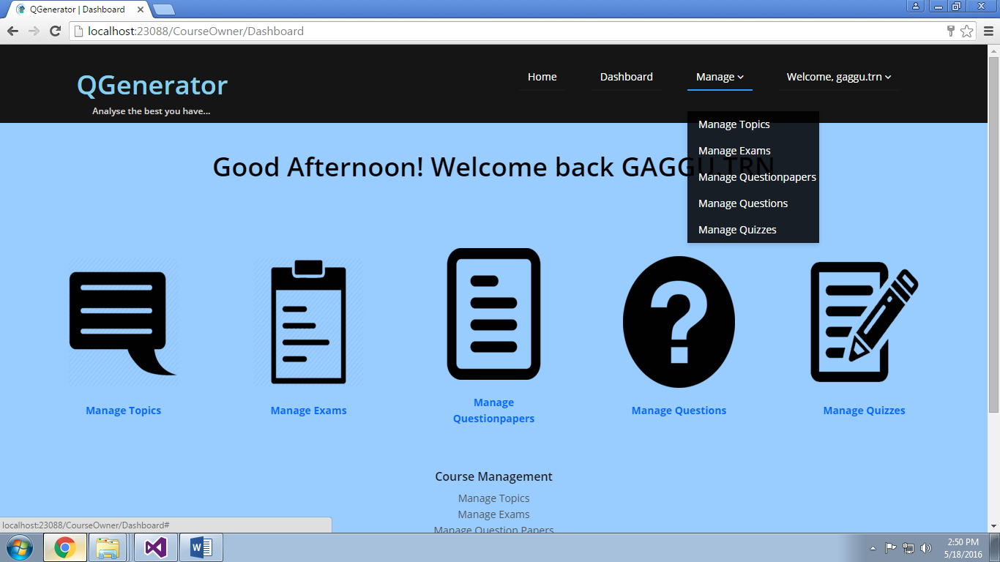 QGenerator | Dashboard
localhost:23088/CourseOwner/Dashboard
QGenerator
Analyse the best you have...
Home Dashboard Manage Welcome, gaggu.trn
Manage Topics
Manage Exams
Manage Questionpapers
Manage Questions
Manage Quizzes
Good Afternoon! Welcome back GAGGU.TRN
Manage Topics
Manage Exams
Manage
Questionpapers
Manage Questions
Manage Quizzes
Course Management
Manage Topics
Manage Exams
Manage Question Papers
localhost:23088/CourseOwner/Dashboard#
2:50 PM
5/18/2016